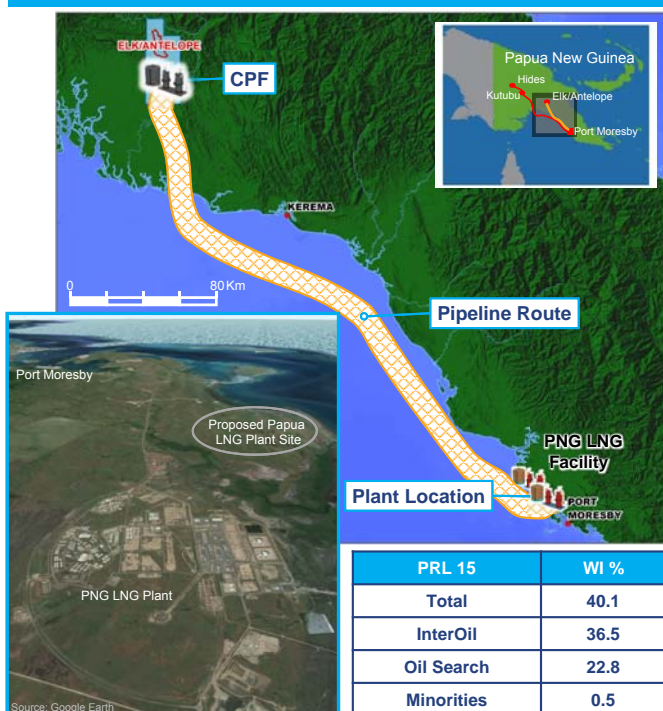 ELK/ANTELOPE
CPF
Papua New Guinea
Hides
Kutubu
Elk/Antelope
Port Moresby
KEREMA
0
80 Km
Pipeline Route
Port Moresby
Proposed Papua
LNG Plant Site
PNG LNG
Facility
Plant Location
PORT
MORESBY
PNG LNG Plant
Source: Google Earth
PRL 15 WI %
Total 40.1
InterOil 36.5
Oil Search 22.8
Minorities 0.5